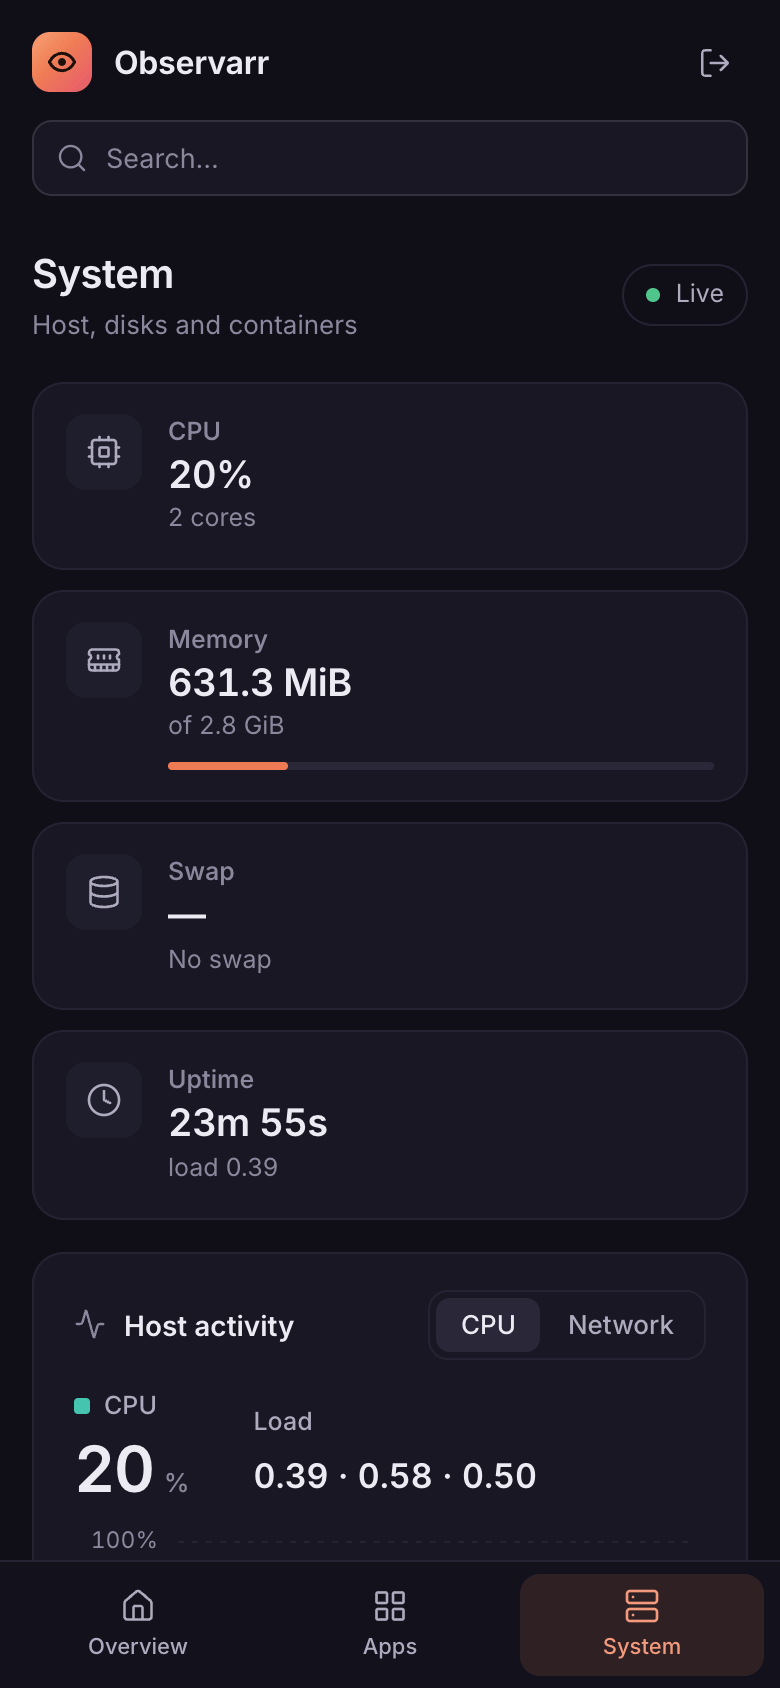 Observarr
Search...
System
Host, disks and containers
Live
CPU
20%
2 cores
Memory
631.3 MiB
of 2.8 GiB
Swap
—
No swap
Uptime
23m 55s
load 0.39
Host activity
CPU
Network
CPU
20 %
Load
0.39 · 0.58 · 0.50
100%
Overview
Apps
System